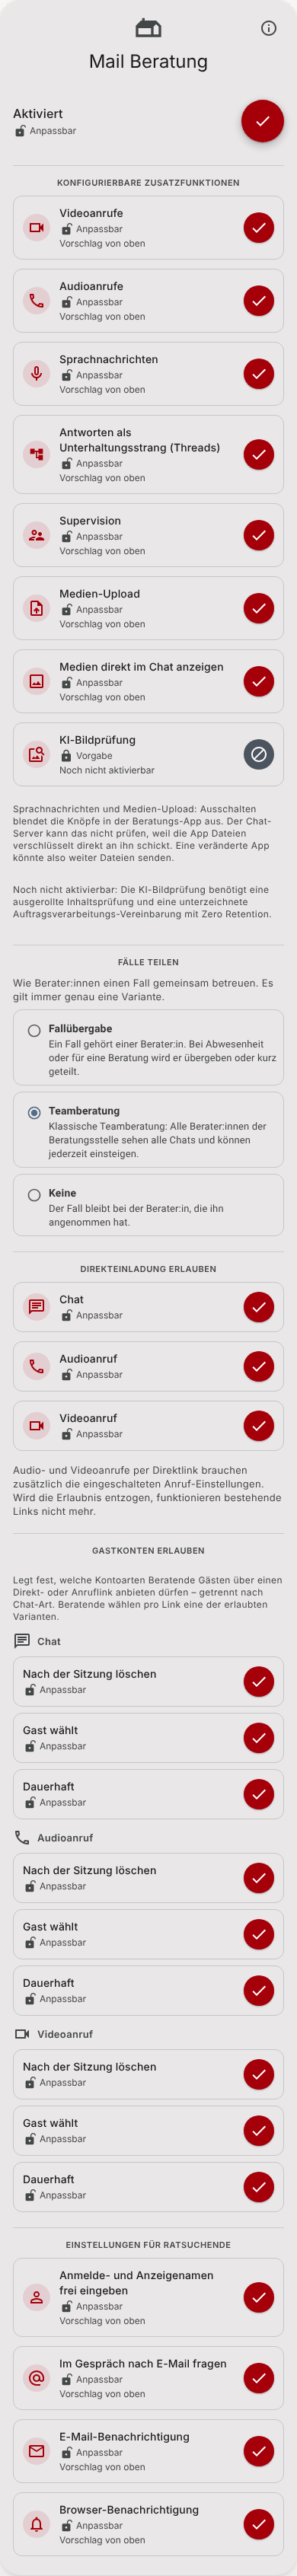 Mail Beratung
Aktiviert
Anpassbar
KONFIGURIERBARE ZUSATZFUNKTIONEN
Videoanrufe
Anpassbar
Vorschlag von oben
Audioanrufe
Anpassbar
Vorschlag von oben
Sprachnachrichten
Anpassbar
Vorschlag von oben
Antworten als
Unterhaltungsstrang (Threads)
Anpassbar
Vorschlag von oben
Supervision
Anpassbar
Vorschlag von oben
Medien-Upload
Anpassbar
Vorschlag von oben
Medien direkt im Chat anzeigen
Anpassbar
Vorschlag von oben
KI-Bildprüfung
Vorgabe
Noch nicht aktivierbar
Sprachnachrichten und Medien-Upload: Ausschalten
blendet die Knöpfe in der Beratungs-App aus. Der Chat-
Server kann das nicht prüfen, weil die App Dateien
verschlüsselt direkt an ihn schickt. Eine veränderte App
könnte also weiter Dateien senden.
Noch nicht aktivierbar: Die KI-Bildprüfung benötigt eine
ausgerollte Inhaltsprüfung und eine unterzeichnete
Auftragsverarbeitungs-Vereinbarung mit Zero Retention.
FÄLLE TEILEN
Wie Berater:innen einen Fall gemeinsam betreuen. Es
gilt immer genau eine Variante.
Fallübergabe
Ein Fall gehört einer Berater:in. Bei Abwesenheit
oder für eine Beratung wird er übergeben oder kurz
geteilt.
Teamberatung
Klassische Teamberatung: Alle Berater:innen der
Beratungsstelle sehen alle Chats und können
jederzeit einsteigen.
Keine
Der Fall bleibt bei der Berater:in, die ihn
angenommen hat.
DIREKTEINLADUNG ERLAUBEN
Chat
Anpassbar
Audioanruf
Anpassbar
Videoanruf
Anpassbar
Audio- und Videoanrufe per Direktlink brauchen
zusätzlich die eingeschalteten Anruf-Einstellungen.
Wird die Erlaubnis entzogen, funktionieren bestehende
Links nicht mehr.
GASTKONTEN ERLAUBEN
Legt fest, welche Kontoarten Beratende Gästen über einen
Direkt- oder Anruflink anbieten dürfen – getrennt nach
Chat-Art. Beratende wählen pro Link eine der erlaubten
Varianten.
Chat
Nach der Sitzung löschen
Anpassbar
Gast wählt
Anpassbar
Dauerhaft
Anpassbar
Audioanruf
Nach der Sitzung löschen
Anpassbar
Gast wählt
Anpassbar
Dauerhaft
Anpassbar
Videoanruf
Nach der Sitzung löschen
Anpassbar
Gast wählt
Anpassbar
Dauerhaft
Anpassbar
EINSTELLUNGEN FÜR RATSUCHENDE
Anmelde- und Anzeigenamen
frei eingeben
Anpassbar
Vorschlag von oben
Im Gespräch nach E-Mail fragen
Anpassbar
Vorschlag von oben
E-Mail-Benachrichtigung
Anpassbar
Vorschlag von oben
Browser-Benachrichtigung
Anpassbar
Vorschlag von oben